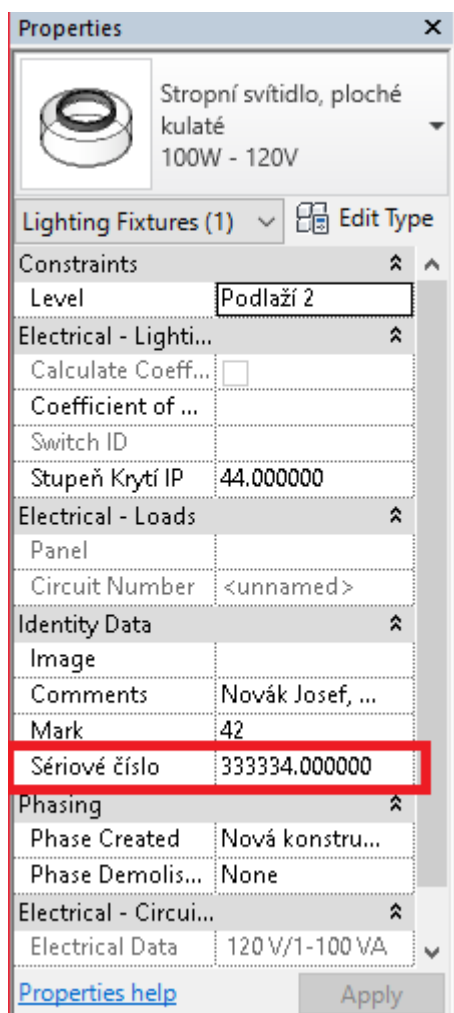 Properties
Stropní svítidlo, ploché
kulaté
100W - 120V
Lighting Fixtures (1)
Edit Type
Constraints
Level Podlaží 2
Electrical - Lighti...
Calculate Coeff...
Coefficient of ...
Switch ID
Stupeň Krytí IP 44.000000
Electrical - Loads
Panel
Circuit Number <unnamed>
Identity Data
Image
Comments Novák Josef, ...
Mark 42
Sériové číslo 333334.000000
Phasing
Phase Created Nová konstru...
Phase Demolis... None
Electrical - Circui...
Electrical Data 120 V/1-100 VA
Properties help
Apply